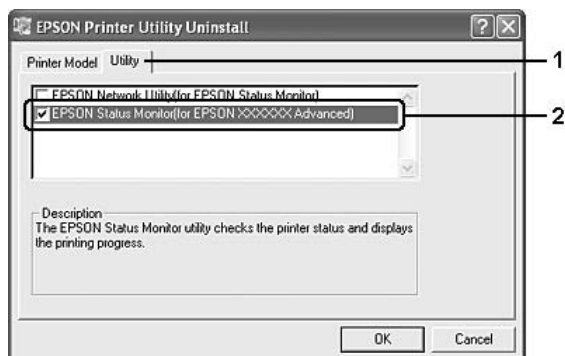 EPSON Printer Utility Uninstall
Printer Model Utility
1
EPSON Network Utility(for EPSON Status Monitor)
EPSON Status Monitor(for EPSON XXXXXX Advanced)
2
Description
The EPSON Status Monitor utility checks the printer status and displays
the printing progress.
OK Cancel